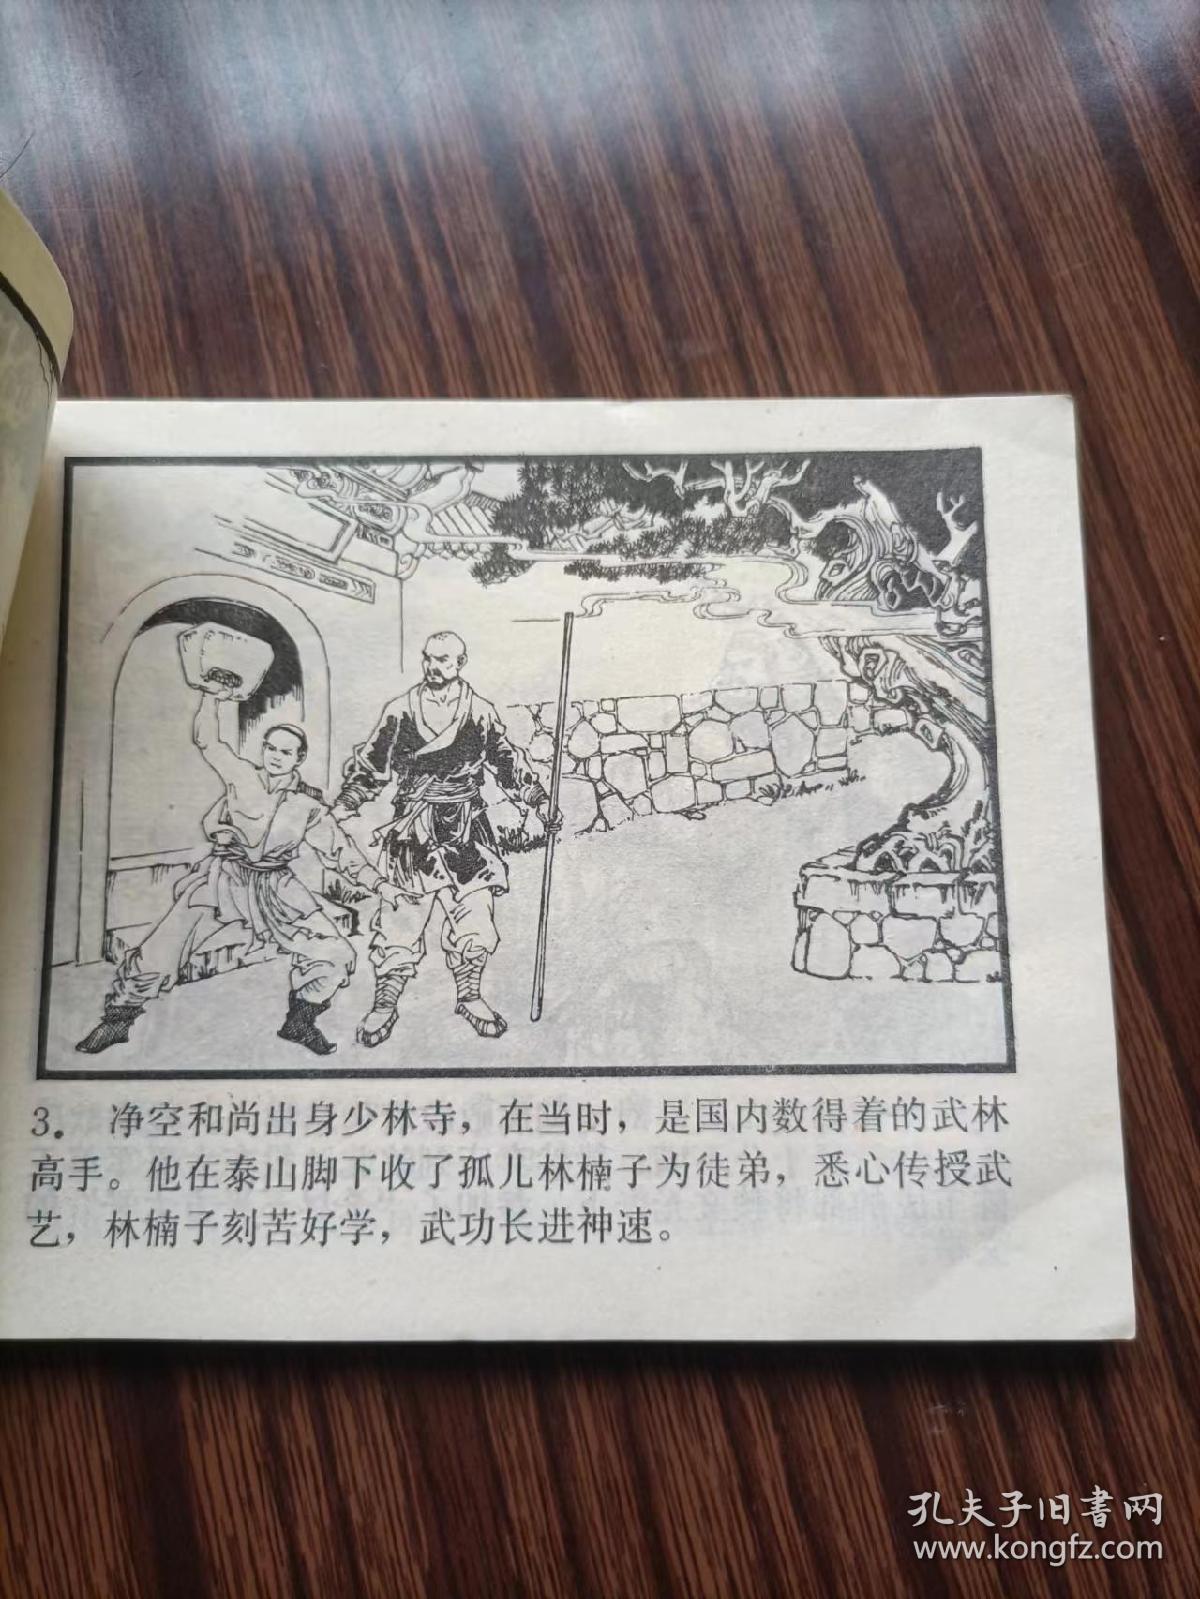 3. 净空和尚出身少林寺，在当时，是国内数得着的武林
高手。他在泰山脚下收了孤儿林楠子为徒弟，悉心传授武
艺，林楠子刻苦好学，武功长进神速。
孔夫子旧书网
www.kongfz.com